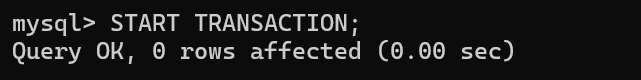 mysql> START TRANSACTION;
Query OK, 0 rows affected (0.00 sec)